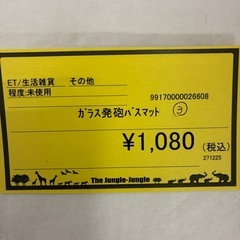 ET/生活雑貨 その他
程度:未使用
99170000026608
ガラス発砲バスマット ③
¥1,080 (税込)
271225
The Jungle-Jungle